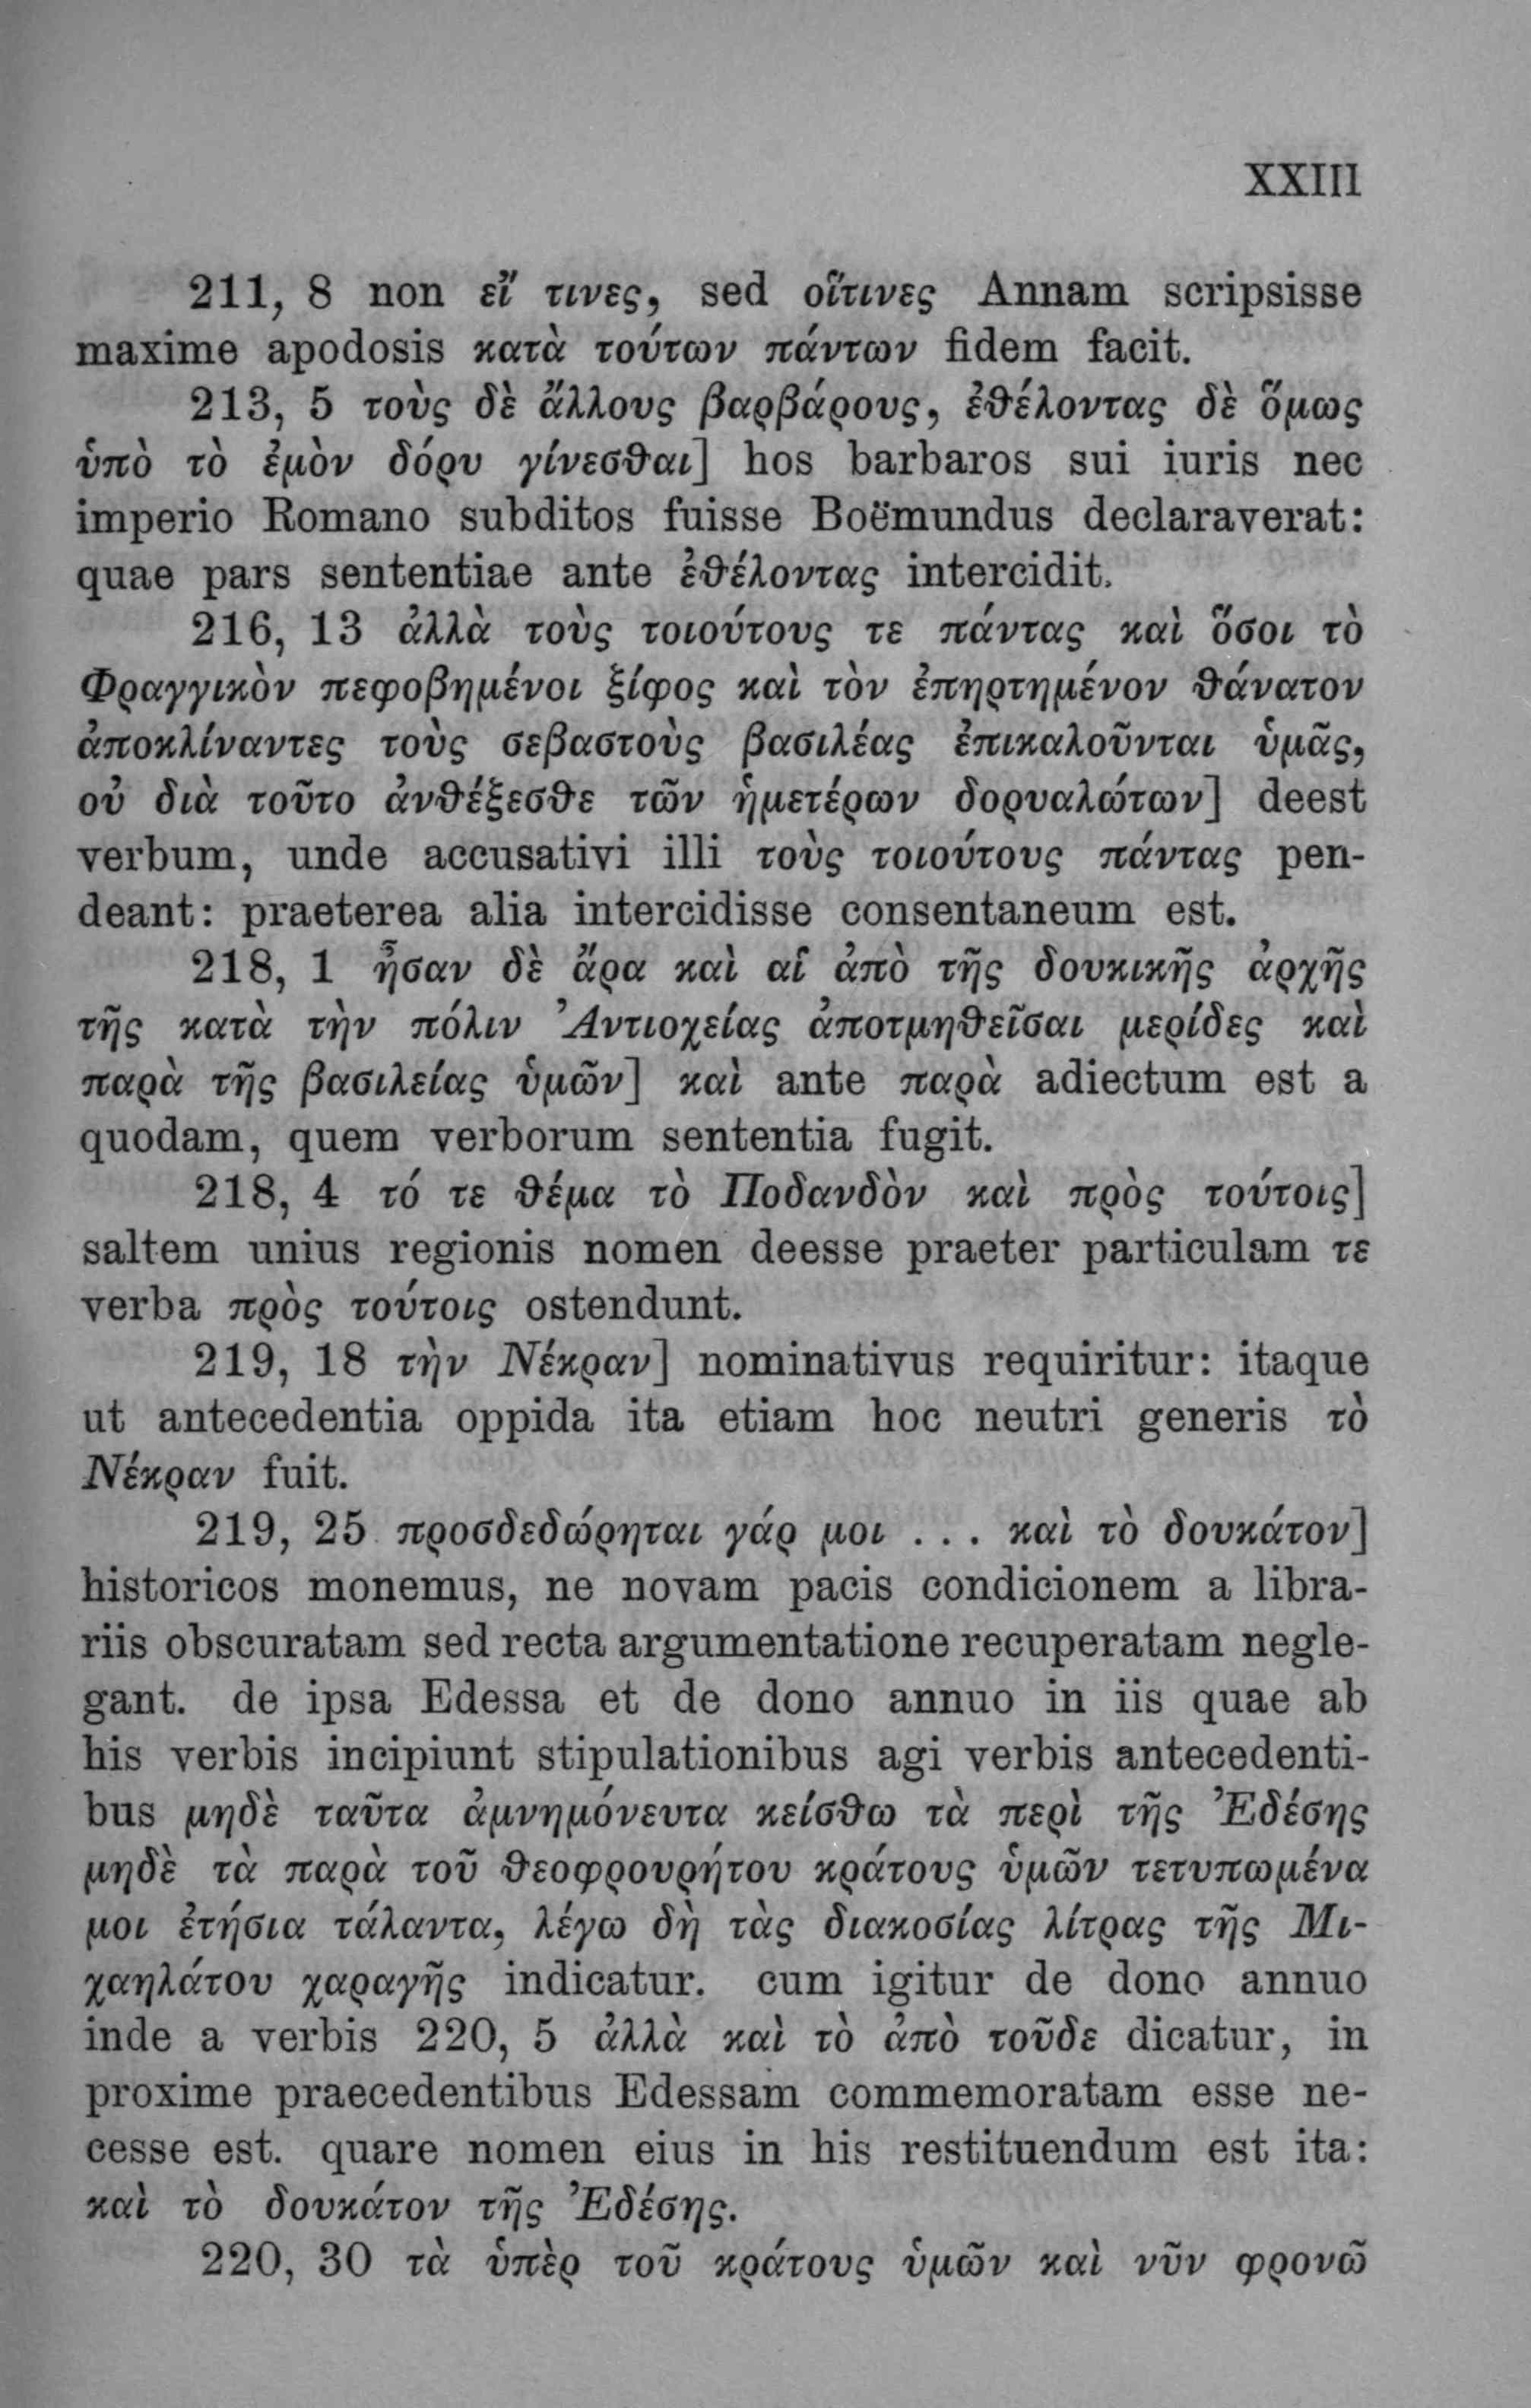 XXIII
211, 8 non εἴ τινες, sed οἵτινες Annam scripsisse
maxime apodosis κατὰ τούτων πάντων fidem facit.
213, 5 τοὺς δὲ ἄλλους βαρβάρους, ἐθέλοντας δὲ ὅμως
ὑπὸ τὸ ἐμὸν δόρυ γίνεσθαι] hos barbaros sui iuris nec
imperio Romano subditos fuisse Boëmundus declaraverat:
quae pars sententiae ante ἐθέλοντας intercidit.
216, 13 ἀλλὰ τοὺς τοιούτους τε πάντας καὶ ὅσοι τὸ
Φραγγικὸν πεφοβημένοι ξίφος καὶ τὸν ἐπηρτημένον θάνατον
ἀποκλίναντες τοὺς σεβαστοὺς βασιλέας ἐπικαλοῦνται ὑμᾶς,
οὐ διὰ τοῦτο ἀνθέξεσθε τῶν ἡμετέρων δορυαλώτων] deest
verbum, unde accusativi illi τοὺς τοιούτους πάντας pen-
deant: praeterea alia intercidisse consentaneum est.
218, 1 ἦσαν δὲ ἄρα καὶ αἱ ἀπὸ τῆς δουκικῆς ἀρχῆς
τῆς κατὰ τὴν πόλιν Ἀντιοχείας ἀποτμηθεῖσαι μερίδες καὶ
παρὰ τῆς βασιλείας ὑμῶν] καὶ ante παρὰ adiectum est a
quodam, quem verborum sententia fugit.
218, 4 τό τε θέμα τὸ Ποδανδὸν καὶ πρὸς τούτοις]
saltem unius regionis nomen deesse praeter particulam τε
verba πρὸς τούτοις ostendunt.
219, 18 τὴν Νέκραν] nominativus requiritur: itaque
ut antecedentia oppida ita etiam hoc neutri generis τὸ
Νέκραν fuit.
219, 25 προσδεδώρηται γάρ μοι . . . καὶ τὸ δουκάτον]
historicos monemus, ne novam pacis condicionem a libra-
riis obscuratam sed recta argumentatione recuperatam negle-
gant. de ipsa Edessa et de dono annuo in iis quae ab
his verbis incipiunt stipulationibus agi verbis antecedenti-
bus μηδὲ ταῦτα ἀμνημόνευτα κείσθω τὰ περὶ τῆς Ἐδέσης
μηδὲ τὰ παρὰ τοῦ θεοφρουρήτου κράτους ὑμῶν τετυπωμένα
μοι ἐτήσια τάλαντα, λέγω δὴ τὰς διακοσίας λίτρας τῆς Μι-
χαηλάτου χαραγῆς indicatur. cum igitur de dono annuo
inde a verbis 220, 5 ἀλλὰ καὶ τὸ ἀπὸ τοῦδε dicatur, in
proxime praecedentibus Edessam commemoratam esse ne-
cesse est. quare nomen eius in his restituendum est ita:
καὶ τὸ δουκάτον τῆς Ἐδέσης.
220, 30 τὰ ὑπὲρ τοῦ κράτους ὑμῶν καὶ νῦν φρονῶ